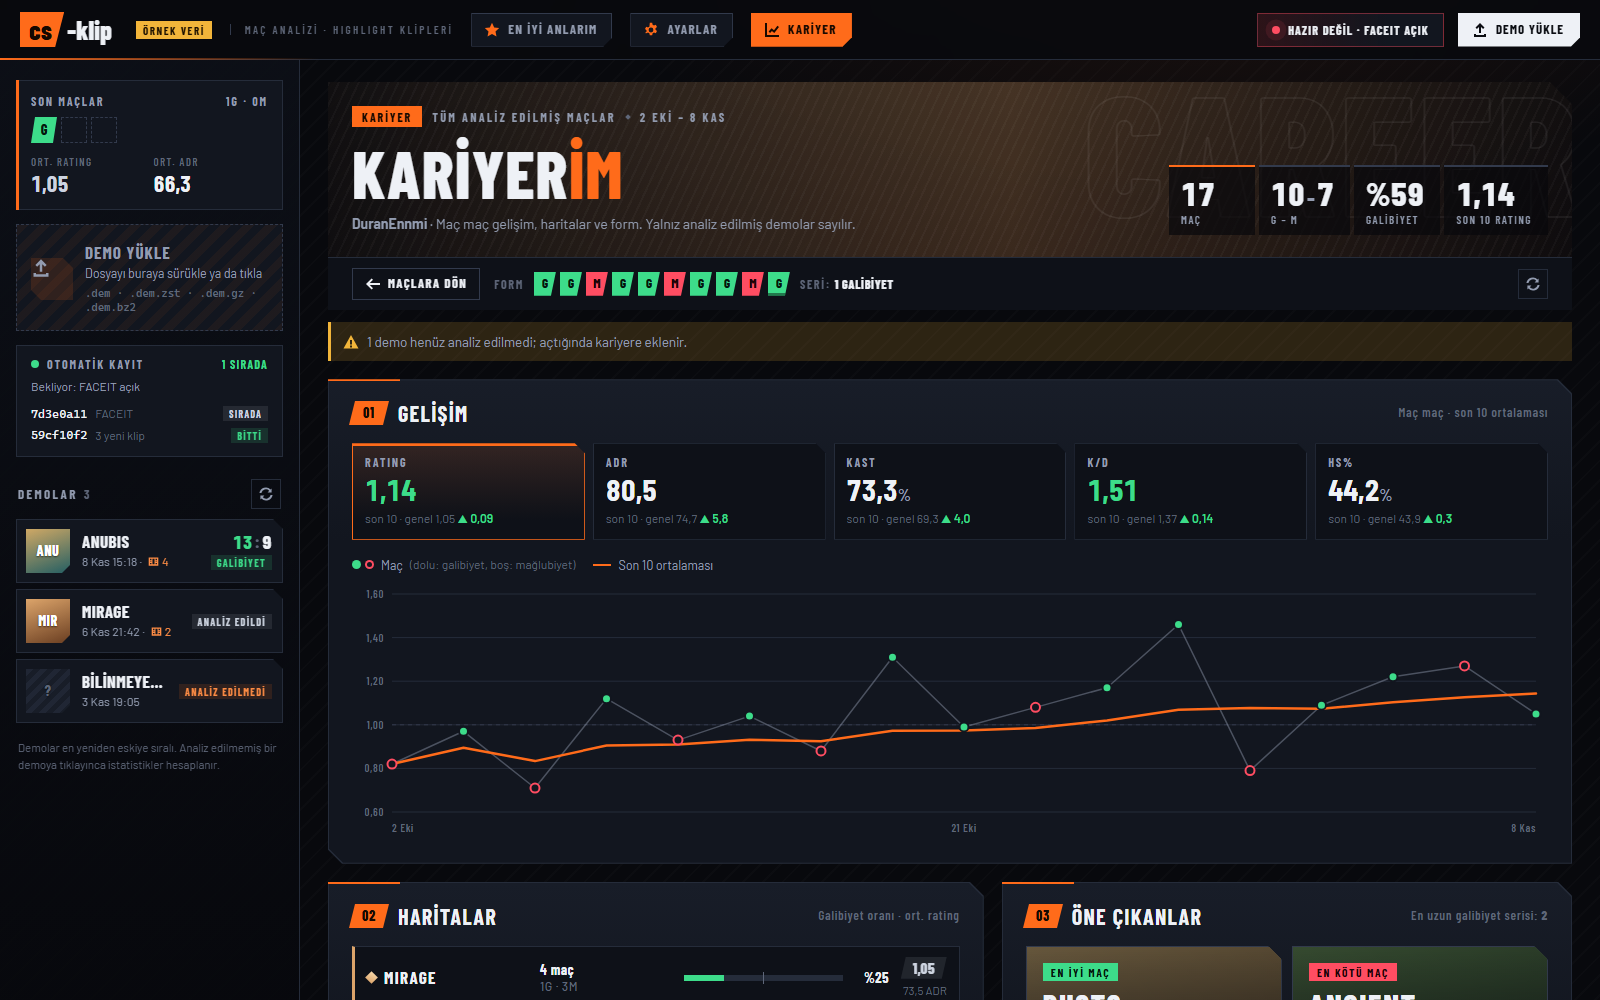 cs -klip
ÖRNEK VERİ
MAÇ ANALİZİ · HIGHLIGHT KLİPLERİ
EN İYİ ANLARIM
AYARLAR
KARİYER
HAZIR DEĞİL · FACEIT AÇIK
DEMO YÜKLE
SON MAÇLAR
1G · 0M
G
ORT. RATING
ORT. ADR
1,05
66,3
DEMO YÜKLE
Dosyayı buraya sürükle ya da tıkla
.dem · .dem.zst · .dem.gz ·
.dem.bz2
OTOMATİK KAYIT
1 SIRADA
Bekliyor: FACEIT açık
7d3e0a11 FACEIT
SIRADA
59cf10f2 3 yeni klip
BİTTİ
DEMOLAR 3
ANU
ANUBIS
13:9
8 Kas 15:18 · 4
GALİBİYET
MIR
MIRAGE
6 Kas 21:42 · 2
ANALİZ EDİLDİ
?
BİLİNMEYE...
3 Kas 19:05
ANALİZ EDİLMEDİ
Demolar en yeniden eskiye sıralı. Analiz edilmemiş bir
demoya tıklayınca istatistikler hesaplanır.
CAREER
KARİYER
TÜM ANALİZ EDİLMİŞ MAÇLAR
2 EKİ – 8 KAS
KARİYERİM
DuranEnnmi · Maç maç gelişim, haritalar ve form. Yalnız analiz edilmiş demolar sayılır.
17
MAÇ
10-7
G – M
%59
GALİBİYET
1,14
SON 10 RATING
MAÇLARA DÖN
FORM
G G M G G M G G M G
SERİ: 1 GALİBİYET
1 demo henüz analiz edilmedi; açtığında kariyere eklenir.
01
GELİŞİM
Maç maç · son 10 ortalaması
RATING
1,14
son 10 · genel 1,05 ▲ 0,09
ADR
80,5
son 10 · genel 74,7 ▲ 5,8
KAST
73,3%
son 10 · genel 69,3 ▲ 4,0
K/D
1,51
son 10 · genel 1,37 ▲ 0,14
HS%
44,2%
son 10 · genel 43,9 ▲ 0,3
Maç (dolu: galibiyet, boş: mağlubiyet)
Son 10 ortalaması
1,60
1,40
1,20
1,00
0,80
0,60
2 Eki
21 Eki
8 Kas
02
HARİTALAR
Galibiyet oranı · ort. rating
MIRAGE
4 maç
1G · 3M
%25
1,05
73,5 ADR
03
ÖNE ÇIKANLAR
En uzun galibiyet serisi: 2
EN İYİ MAÇ
EN KÖTÜ MAÇ
ANCIENT